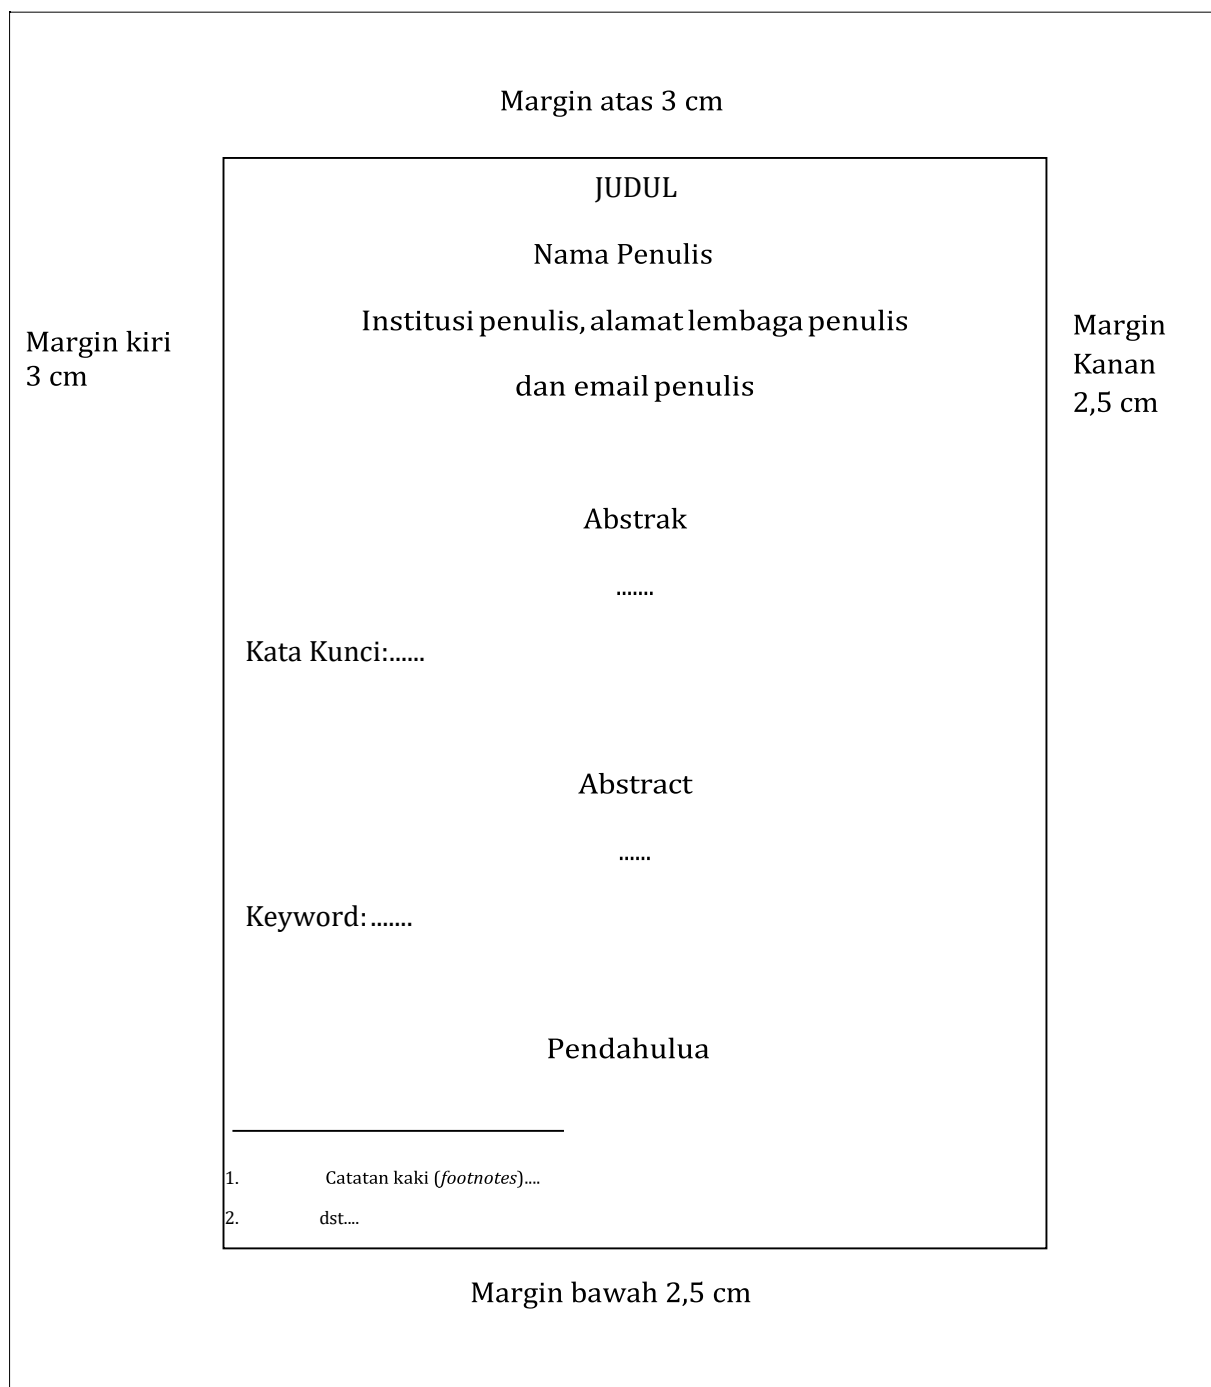 Margin atas 3 cm
JUDUL
Nama Penulis
Institusi penulis, alamat lembaga penulis
dan email penulis
Margin kiri
3 cm
Margin
Kanan
2,5 cm
Abstrak
.......
Kata Kunci:......
Abstract
......
Keyword: .......
Pendahulua
1. Catatan kaki (footnotes)....
2. dst....
Margin bawah 2,5 cm